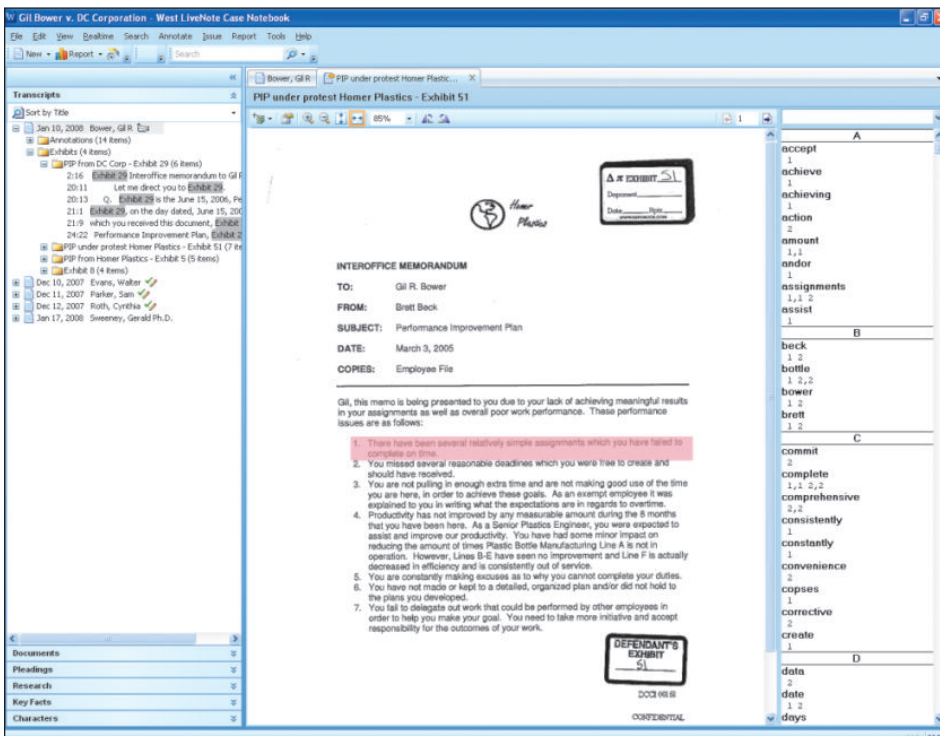 Gil Bower v. DC Corporation - West LiveNote Case Notebook
File Edit View Realtime Search Annotate Issue Report Tools Help
New Report Search
Transcripts
Sort by Title
Jan 10, 2008 Bower, Gil R
Annotations (14 items)
Exhibits (4 items)
PIP from DC Corp - Exhibit 29 (6 items)
2:16 Exhibit 29 Interoffice memorandum to Gil F
20:11 Let me direct you to Exhibit 29.
20:13 Q. Exhibit 29 is the June 15, 2006, Pe
21:1 Exhibit 29, on the day dated, June 15, 200
21:9 which you received this document, Exhibit
24:22 Performance Improvement Plan, Exhibit 2
PIP under protest Homer Plastics - Exhibit 51 (7 ite
PIP from Homer Plastics - Exhibit 5 (5 items)
Exhibit 8 (4 items)
Dec 10, 2007 Evans, Walter
Dec 11, 2007 Parker, Sam
Dec 12, 2007 Roth, Cynthia
Jan 17, 2008 Sweeney, Gerald Ph.D.
Documents
Pleadings
Research
Key Facts
Characters
Bower, Gil R PIP under protest Homer Plastic... X
PIP under protest Homer Plastics - Exhibit 51
85% 1
Δ π EXHIBIT 51
Deponent
Date Rptr.
Homer
Plastics
INTEROFFICE MEMORANDUM
TO: Gil R. Bower
FROM: Brett Beck
SUBJECT: Performance Improvement Plan
DATE: March 3, 2005
COPIES: Employee File
Gil, this memo is being presented to you due to your lack of achieving meaningful results
in your assignments as well as overall poor work performance. These performance
issues are as follows:
1. There have been several relatively simple assignments which you have failed to
complete on time.
2. You missed several reasonable deadlines which you were free to create and
should have received.
3. You are not pulling in enough extra time and are not making good use of the time
you are here, in order to achieve these goals. As an exempt employee it was
explained to you in writing what the expectations are in regards to overtime.
4. Productivity has not improved by any measurable amount during the 8 months
that you have been here. As a Senior Plastics Engineer, you were expected to
assist and improve our productivity. You have had some minor impact on
reducing the amount of times Plastic Bottle Manufacturing Line A is not in
operation. However, Lines B-E have seen no improvement and Line F is actually
decreased in efficiency and is consistently out of service.
5. You are constantly making excuses as to why you cannot complete your duties.
6. You have not made or kept to a detailed, organized plan and/or did not hold to
the plans you developed.
7. You fail to delegate out work that could be performed by other employees in
order to help you make your goal. You need to take more initiative and accept
responsibility for the outcomes of your work.
DEFENDANT'S
EXHIBIT
51
CONFIDENTIAL
A
accept
1
achieve
1
achieving
1
action
2
amount
1,1
andor
1
assignments
1,1 2
assist
1
B
beck
1 2
bottle
1 2,2
bower
1 2
brett
1 2
C
commit
2
complete
1,1 2,2
comprehensive
2,2
consistently
1
constantly
1
convenience
2
copses
1
corrective
2
create
1
D
data
2
date
1 2
days